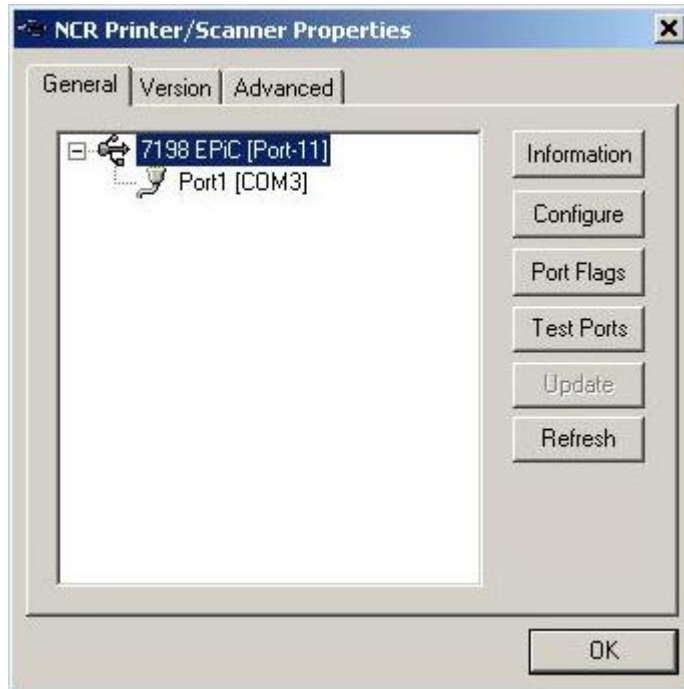 NCR Printer/Scanner Properties
General Version Advanced
7198 EPiC [Port-11]
Port1 [COM3]
Information
Configure
Port Flags
Test Ports
Update
Refresh
OK